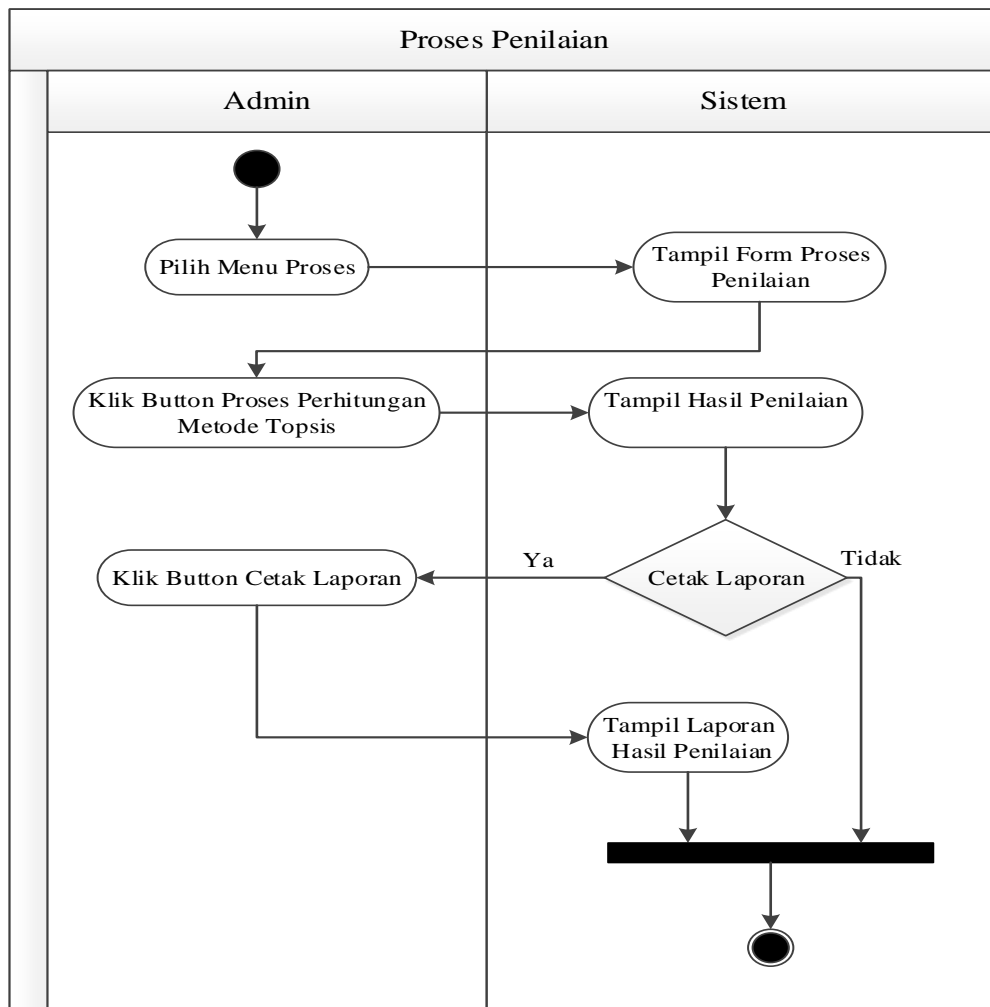 Proses Penilaian
Admin
Sistem
Pilih Menu Proses
Tampil Form Proses
Penilaian
Klik Button Proses Perhitungan
Metode Topsis
Tampil Hasil Penilaian
Ya
Tidak
Klik Button Cetak Laporan
Cetak Laporan
Tampil Laporan
Hasil Penilaian